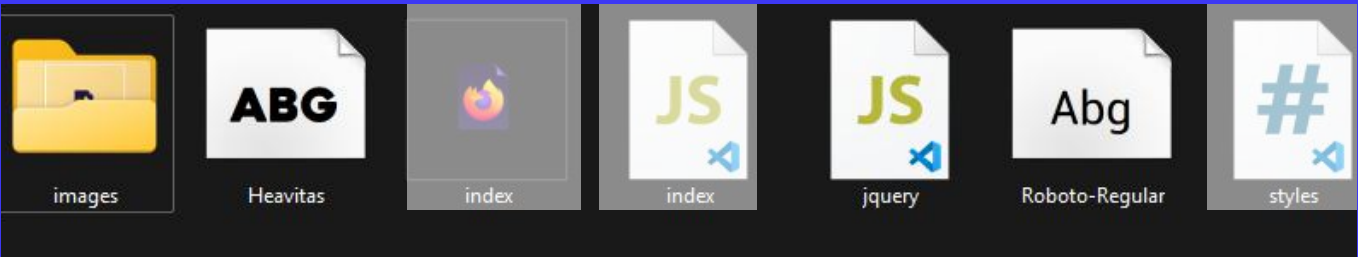 ABG
JS
JS
Abg
#
images
Heavitas
index
index
jquery
Roboto-Regular
styles